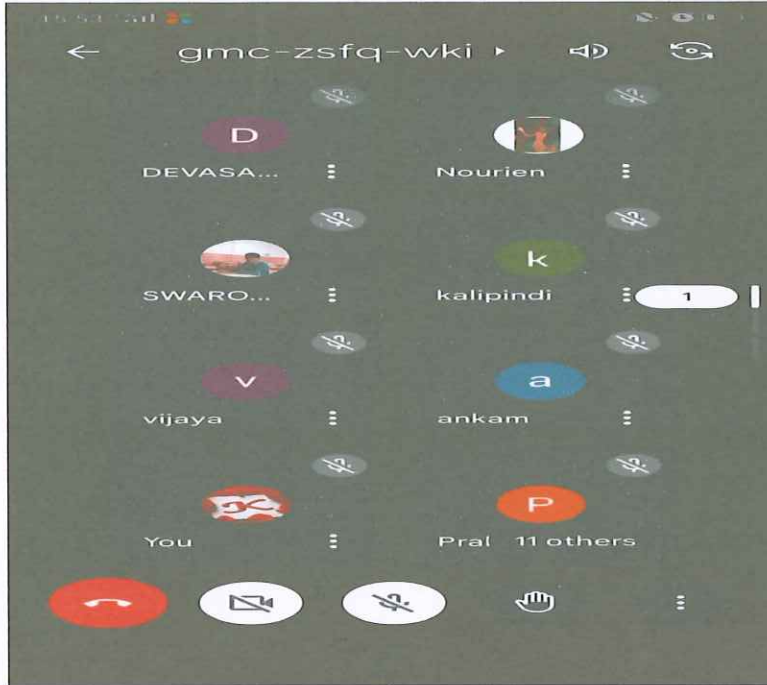 gmc-zsfq-wki
D
DEVASA...
Nourien
k
SWARO...
kalipindi
1
v
a
vijaya
ankam
P
You
Pral 11 others